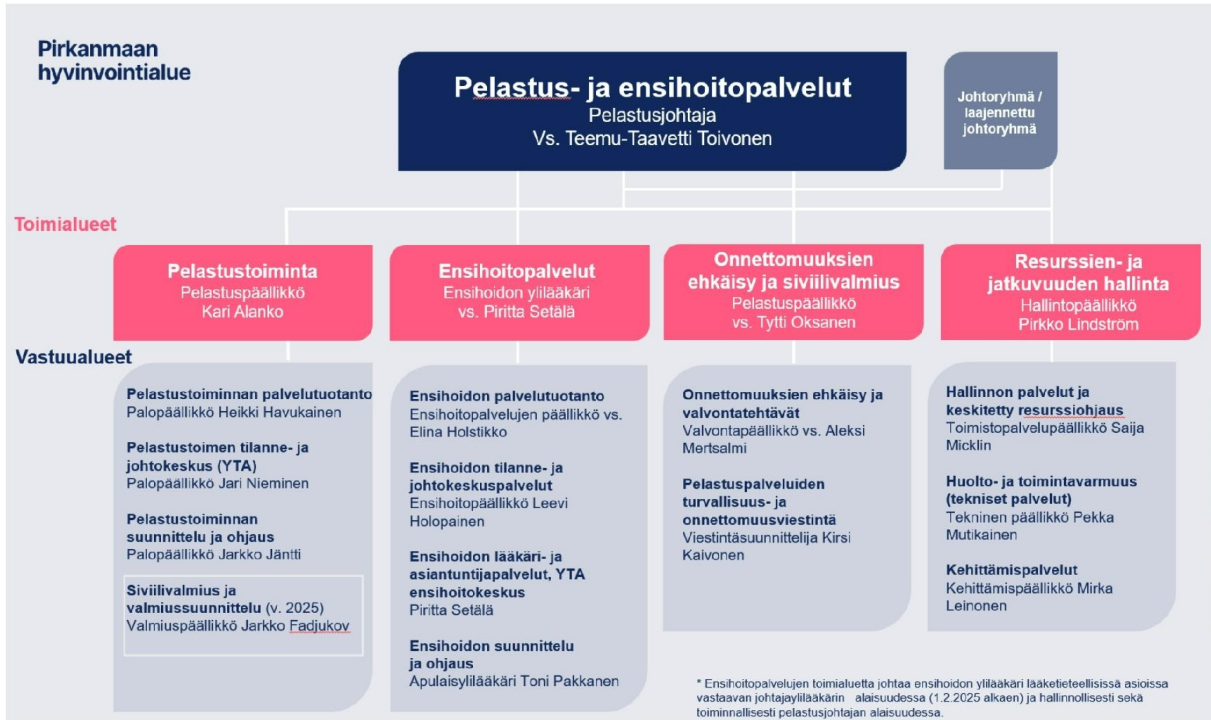 Pirkanmaan
hyvinvointialue
Pelastus- ja ensihoitopalvelut
Pelastusjohtaja
Vs. Teemu-Taavetti Toivonen
Johtoryhmä /
laajennettu
johtoryhmä
Toimialueet
Pelastustoiminta
Pelastuspäällikkö
Kari Alanko
Ensihoitopalvelut
Ensihoidon ylilääkäri
vs. Piritta Setälä
Onnettomuuksien
ehkäisy ja siviilivalmius
Pelastuspäällikkö
vs. Tytti Oksanen
Resurssien- ja
jatkuvuuden hallinta
Hallintopäällikkö
Pirkko Lindström
Vastuualueet
Pelastustoiminnan palvelutuotanto
Palopäällikkö Heikki Havukainen
Pelastustoimen tilanne- ja
johtokeskus (YTA)
Palopäällikkö Jari Nieminen
Pelastustoiminnan
suunnittelu ja ohjaus
Palopäällikkö Jarkko Jäntti
Siviilivalmius ja
valmiussuunnittelu (v. 2025)
Valmiuspäällikkö Jarkko Fadjukov
Ensihoidon palvelutuotanto
Ensihoitopalvelujen päällikkö vs.
Elina Holstikko
Ensihoidon tilanne- ja
johtokeskuspalvelut
Ensihoitopäällikkö Leevi
Holopainen
Ensihoidon lääkäri- ja
asiantuntijapalvelut, YTA
ensihoitokeskus
Piritta Setälä
Ensihoidon suunnittelu
ja ohjaus
Apulaisylilääkäri Toni Pakkanen
Onnettomuuksien ehkäisy ja
valvontatehtävät
Valvontapäällikkö vs. Aleksi
Mertsalmi
Pelastuspalveluiden
turvallisuus- ja
onnettomuusviestintä
Viestintäsuunnittelija Kirsi
Kaivonen
Hallinnon palvelut ja
keskitetty resurssiohjaus
Toimistopalvelupäällikkö Saija
Micklin
Huolto- ja toimintavarmuus
(tekniset palvelut)
Tekninen päällikkö Pekka
Mutikainen
Kehittämispalvelut
Kehittämispäällikkö Mirka
Leinonen
* Ensihoitopalvelujen toimialuetta johtaa ensihoidon ylilääkäri lääketieteellisissä asioissa
vastaavan johtajaylilääkärin alaisuudessa (1.2.2025 alkaen) ja hallinnollisesti sekä
toiminnallisesti pelastusjohtajan alaisuudessa.